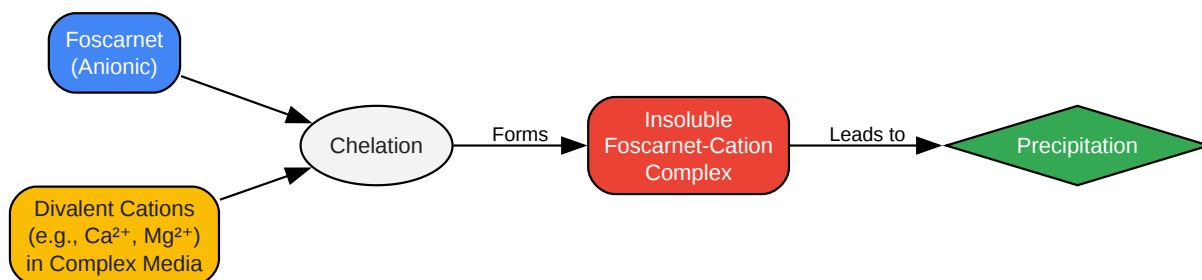 Foscarnet
(Anionic)
Divalent Cations
(e.g., Ca²⁺, Mg²⁺)
in Complex Media
Chelation
Forms
Insoluble
Foscarnet-Cation
Complex
Leads to
Precipitation